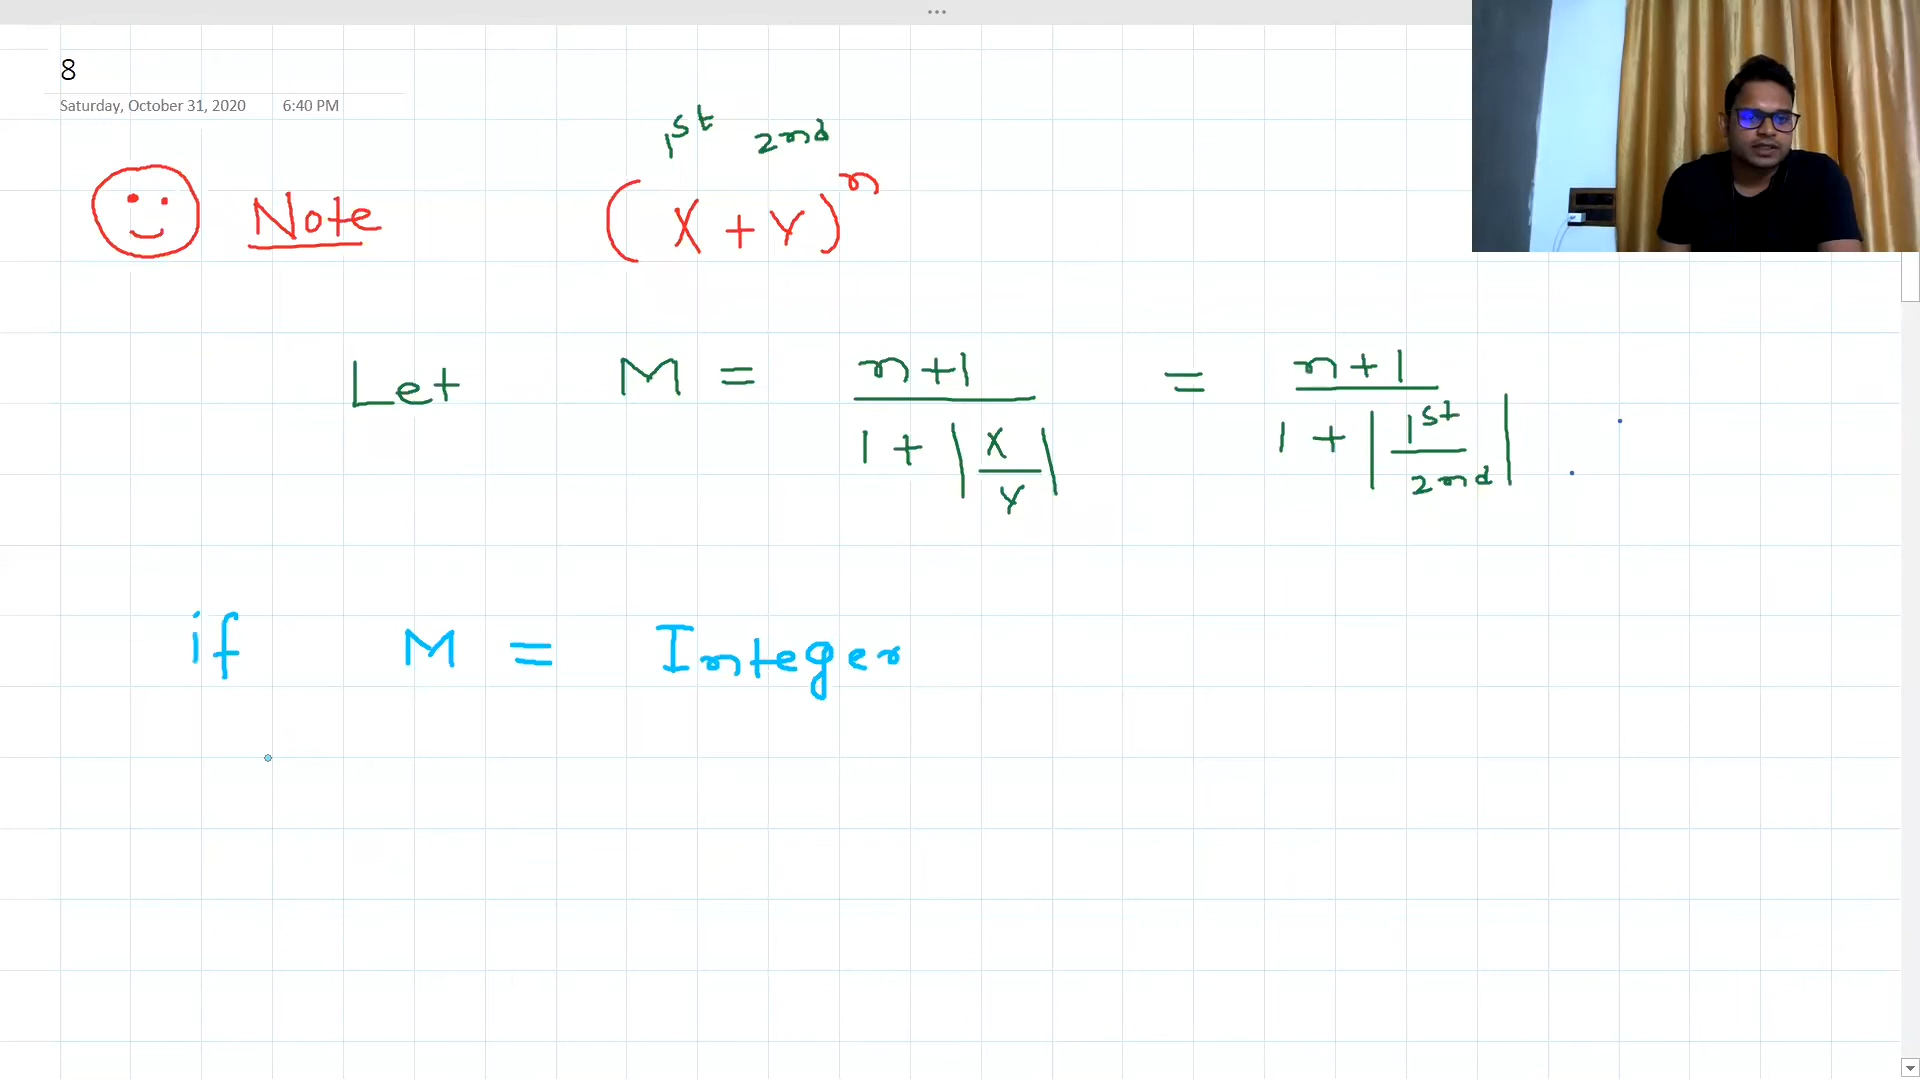 8
Saturday, October 31, 2020 6:40 PM
1st 2nd
Note (X + Y)^n
Let M = n+1 / 1 + |X/Y| = n+1 / 1 + |1st/2nd|
if M = Integer